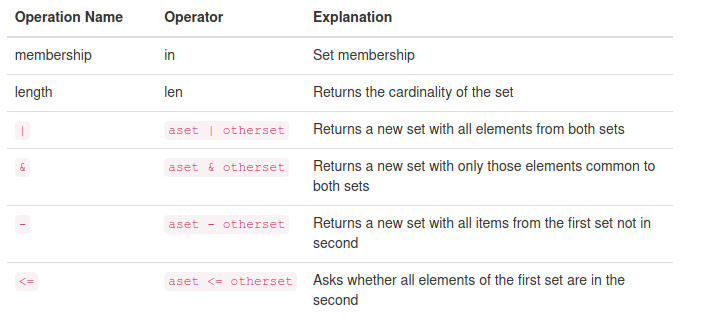 Operation Name Operator Explanation
membership in Set membership
length len Returns the cardinality of the set
| aset | otherset Returns a new set with all elements from both sets
& aset & otherset Returns a new set with only those elements common to
both sets
- aset - otherset Returns a new set with all items from the first set not in
second
<= aset <= otherset Asks whether all elements of the first set are in the
second